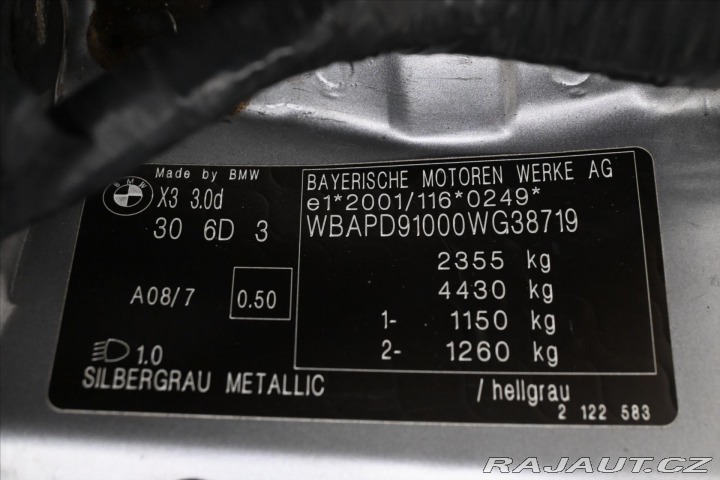 Made by BMW
X3 3.0d
30 6D 3
A08/7
0.50
1.0
SILBERGRAU METALLIC
BAYERISCHE MOTOREN WERKE AG
e1*2001/116*0249*
WBAPD91000WG38719
2355 kg
4430 kg
1- 1150 kg
2- 1260 kg
/hellgrau
2 122 583
RAJAUT.CZ